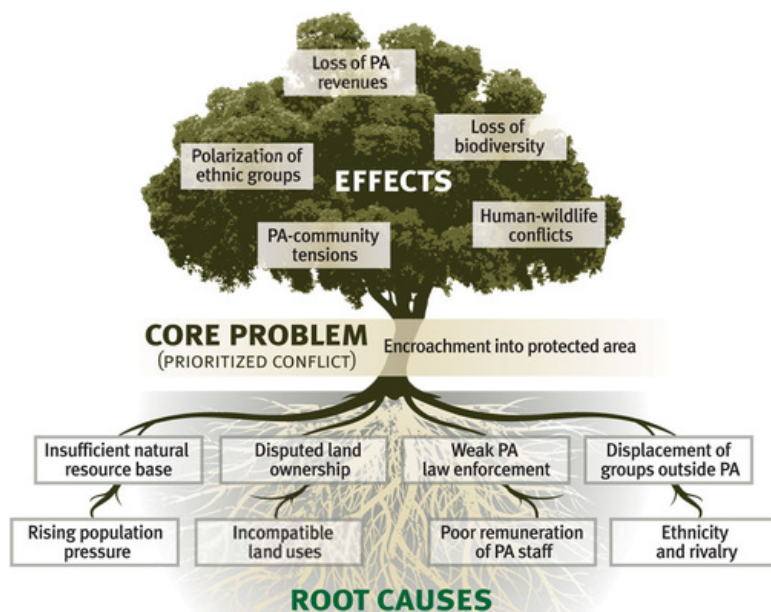 Loss of PA
revenues
Loss of
biodiversity
Polarization of
ethnic groups
EFFECTS
Human-wildlife
conflicts
PA-community
tensions
CORE PROBLEM
(PRIORITIZED CONFLICT)
Encroachment into protected area
Insufficient natural
resource base
Disputed land
ownership
Weak PA
law enforcement
Displacement of
groups outside PA
Rising population
pressure
Incompatible
land uses
Poor remuneration
of PA staff
Ethnicity
and rivalry
ROOT CAUSES